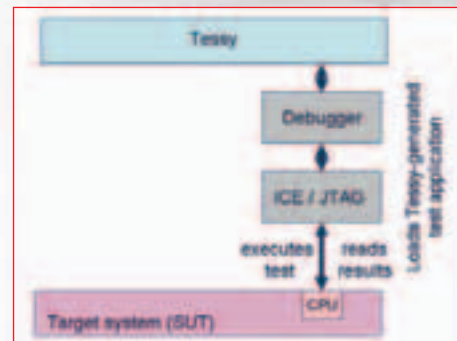 Tessy
Debugger
ICE / JTAG
executes
test
reads
results
CPU
Target system (SUT)
Loads Tessy-generated
test application